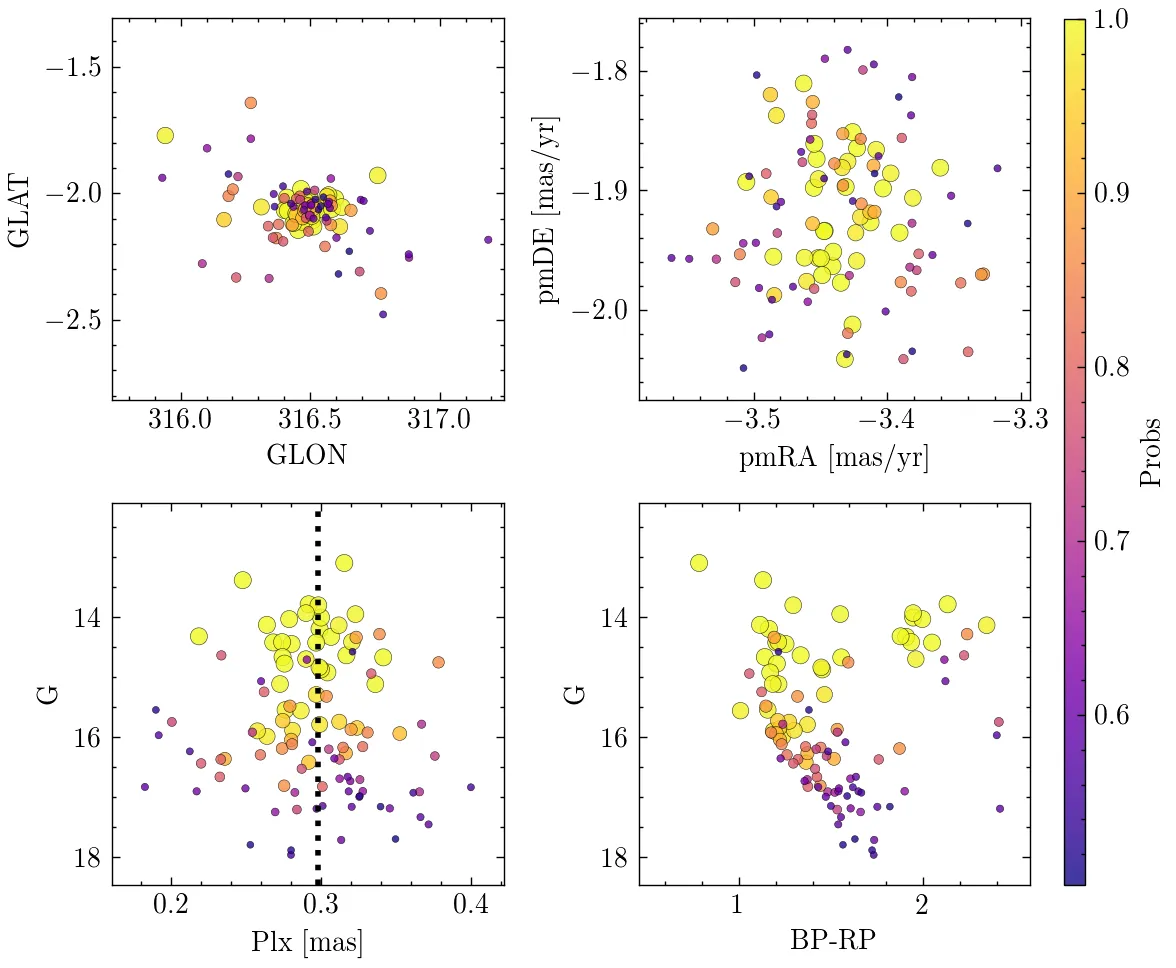 −1.5
−2.0
−2.5
GLAT
316.0 316.5 317.0
GLON
−1.8
−1.9
−2.0
pmDE [mas/yr]
−3.5 −3.4 −3.3
pmRA [mas/yr]
1.0
0.9
0.8
0.7
0.6
Probs
14
16
18
G
0.2 0.3 0.4
Plx [mas]
14
16
18
G
1 2
BP-RP